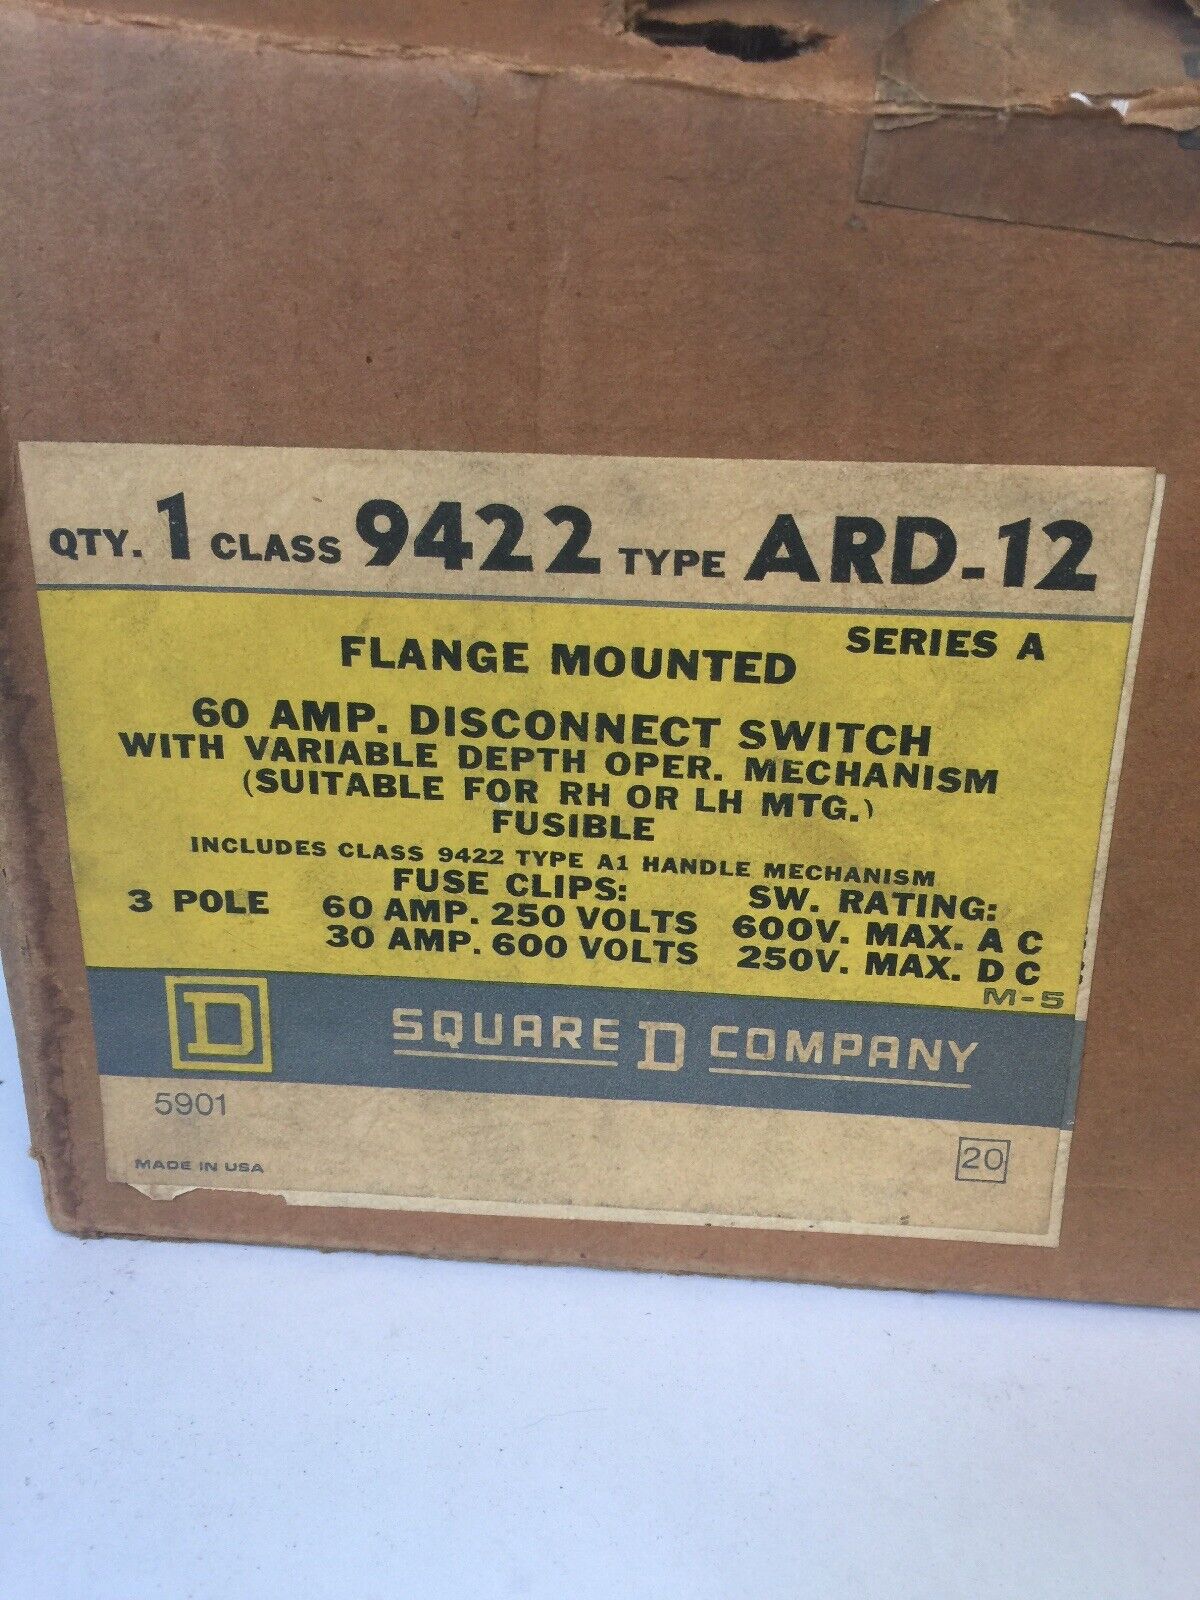 QTY. 1 CLASS 9422 TYPE ARD-12
SERIES A
FLANGE MOUNTED
60 AMP. DISCONNECT SWITCH
WITH VARIABLE DEPTH OPER. MECHANISM
(SUITABLE FOR RH OR LH MTG.)
FUSIBLE
INCLUDES CLASS 9422 TYPE A1 HANDLE MECHANISM
3 POLE
FUSE CLIPS:
60 AMP. 250 VOLTS
30 AMP. 600 VOLTS
SW. RATING:
600V. MAX. A C
250V. MAX. D C
M-5
D SQUARE D COMPANY
5901
MADE IN USA
20